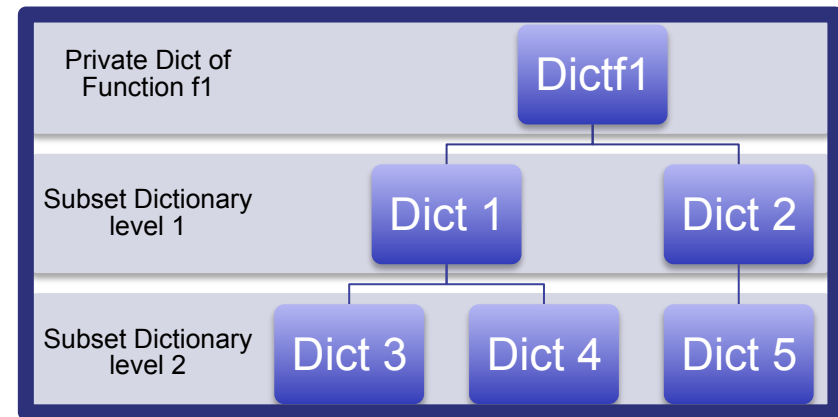 Private Dict of
Function f1
Dictf1
Subset Dictionary
level 1
Dict 1
Dict 2
Subset Dictionary
level 2
Dict 3
Dict 4
Dict 5